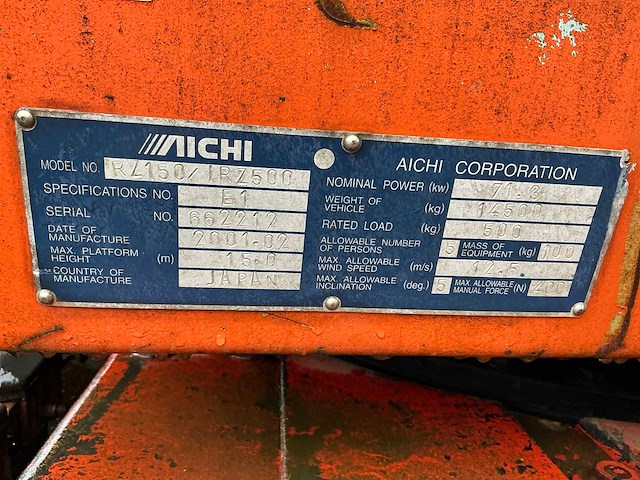 AICHI
MODEL NO. RZ150/IRZ500
SPECIFICATIONS NO. E1
SERIAL NO. 662212
DATE OF MANUFACTURE 2001.02
MAX. PLATFORM HEIGHT (m) 15.0
COUNTRY OF MANUFACTURE JAPAN
AICHI CORPORATION
NOMINAL POWER (kw) 71.3
WEIGHT OF VEHICLE (kg) 14500
RATED LOAD (kg) 500
ALLOWABLE NUMBER OF PERSONS 5 MASS OF EQUIPMENT (kg) 100
MAX. ALLOWABLE WIND SPEED (m/s) 12.5
MAX. ALLOWABLE INCLINATION (deg.) 5 MAX. ALLOWABLE MANUAL FORCE (N) 400